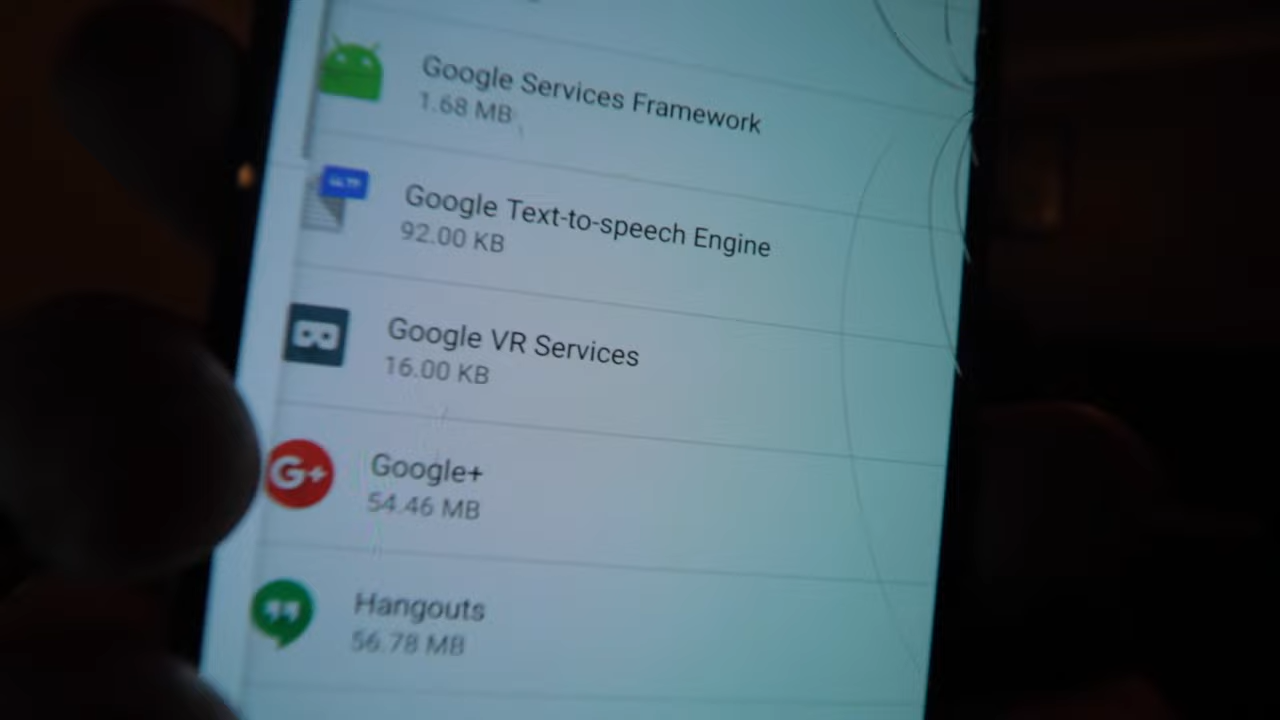 Google Services Framework
1.68 MB
Google Text-to-speech Engine
92.00 KB
Google VR Services
16.00 KB
G+
Google+
54.46 MB
Hangouts
56.78 MB